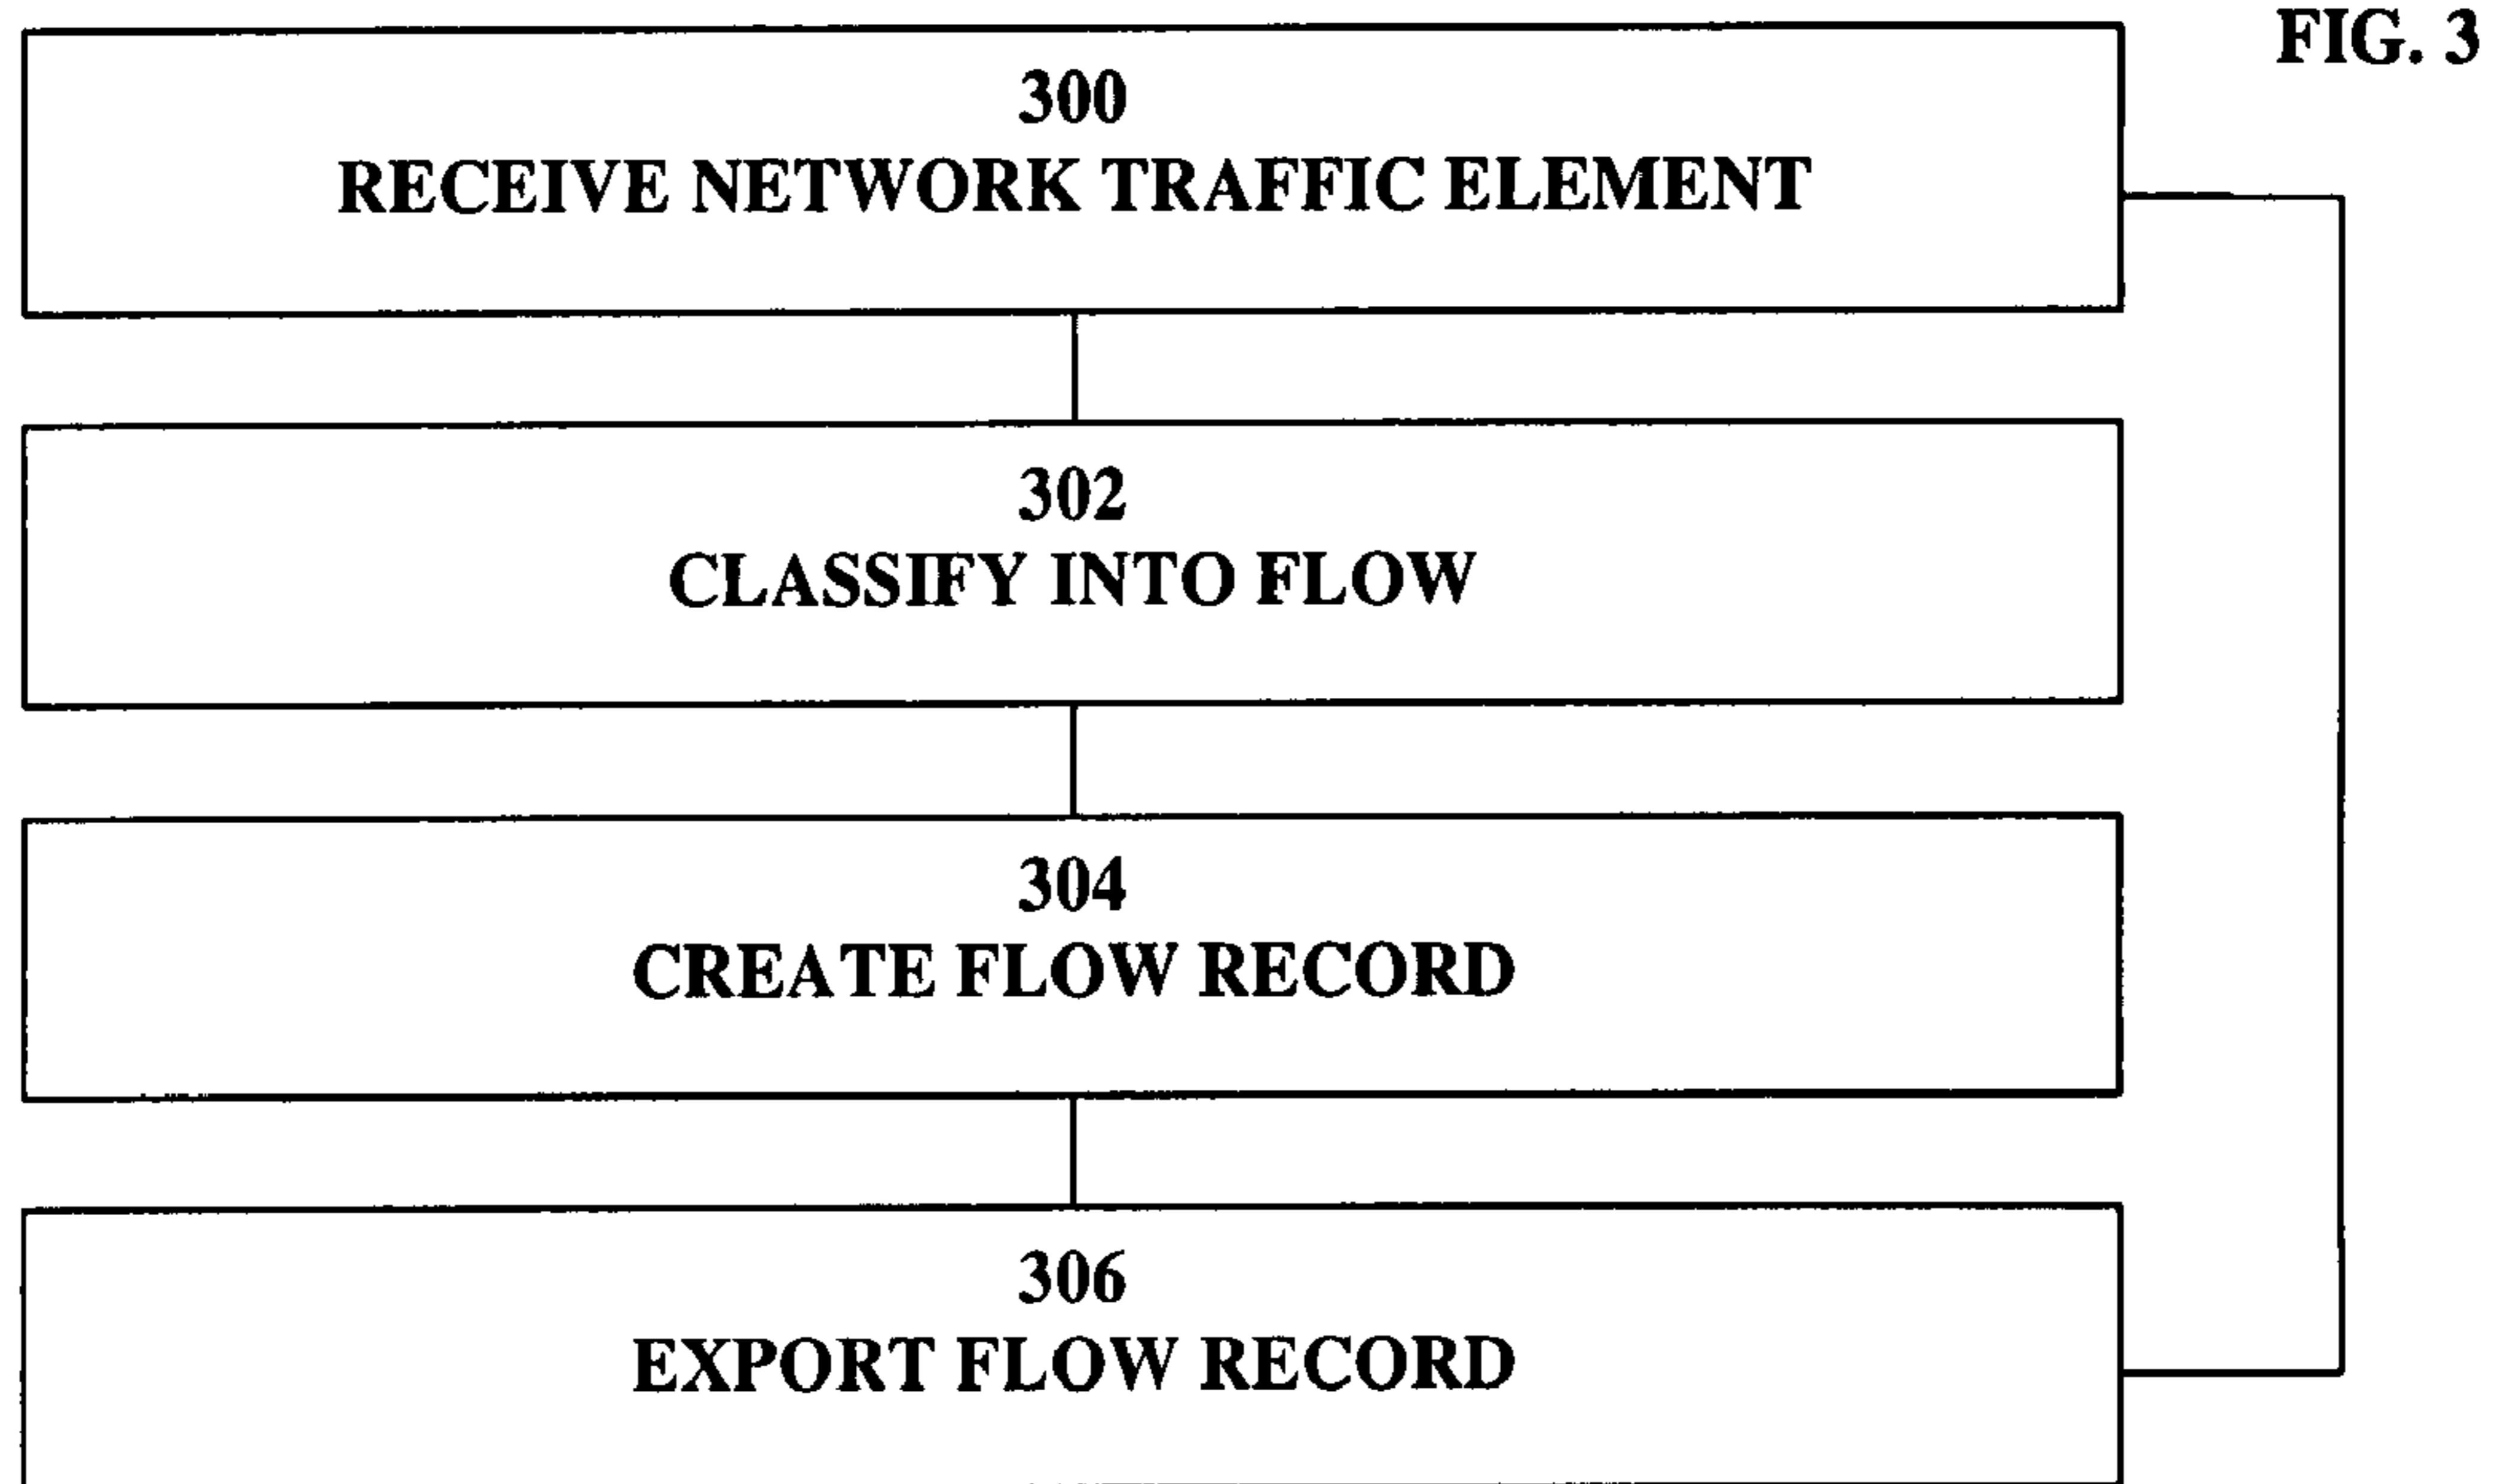 FIG. 3
300
RECEIVE NETWORK TRAFFIC ELEMENT
302
CLASSIFY INTO FLOW
304
CREATE FLOW RECORD
306
EXPORT FLOW RECORD